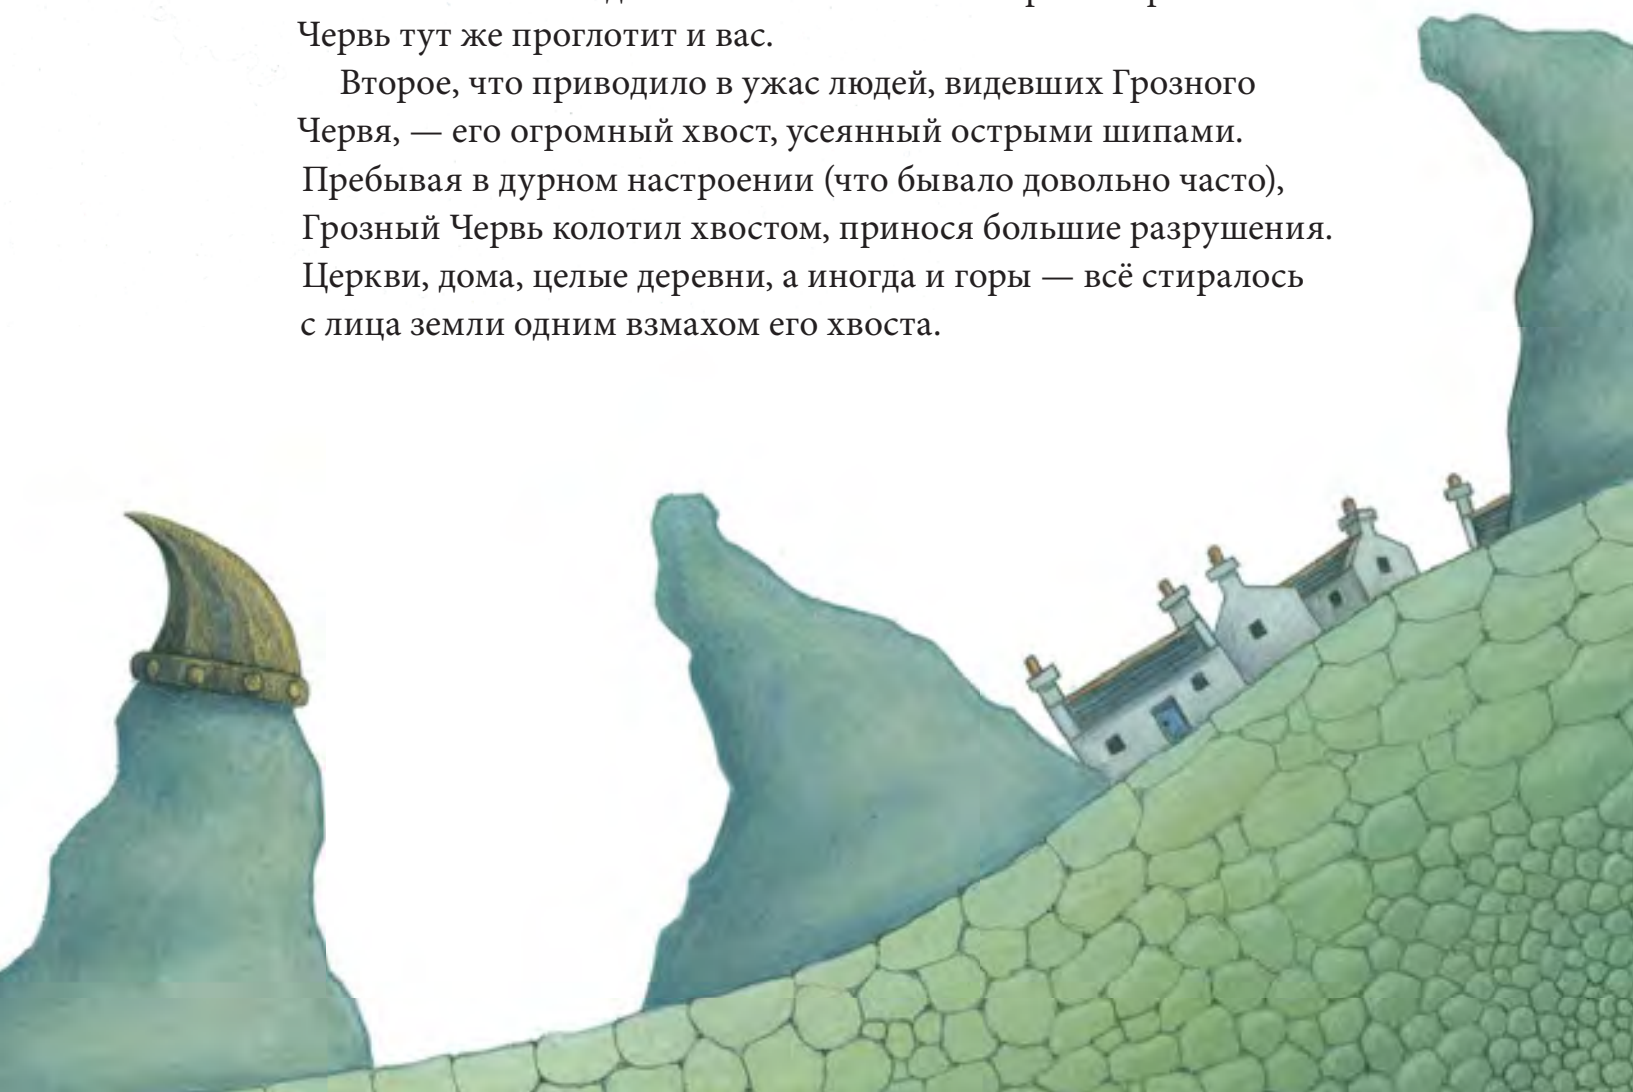 Червь тут же проглотит и вас.
Второе, что приводило в ужас людей, видевших Грозного
Червя, — его огромный хвост, усеянный острыми шипами.
Пребывая в дурном настроении (что бывало довольно часто),
Грозный Червь колотил хвостом, принося большие разрушения.
Церкви, дома, целые деревни, а иногда и горы — всё стиралось
с лица земли одним взмахом его хвоста.